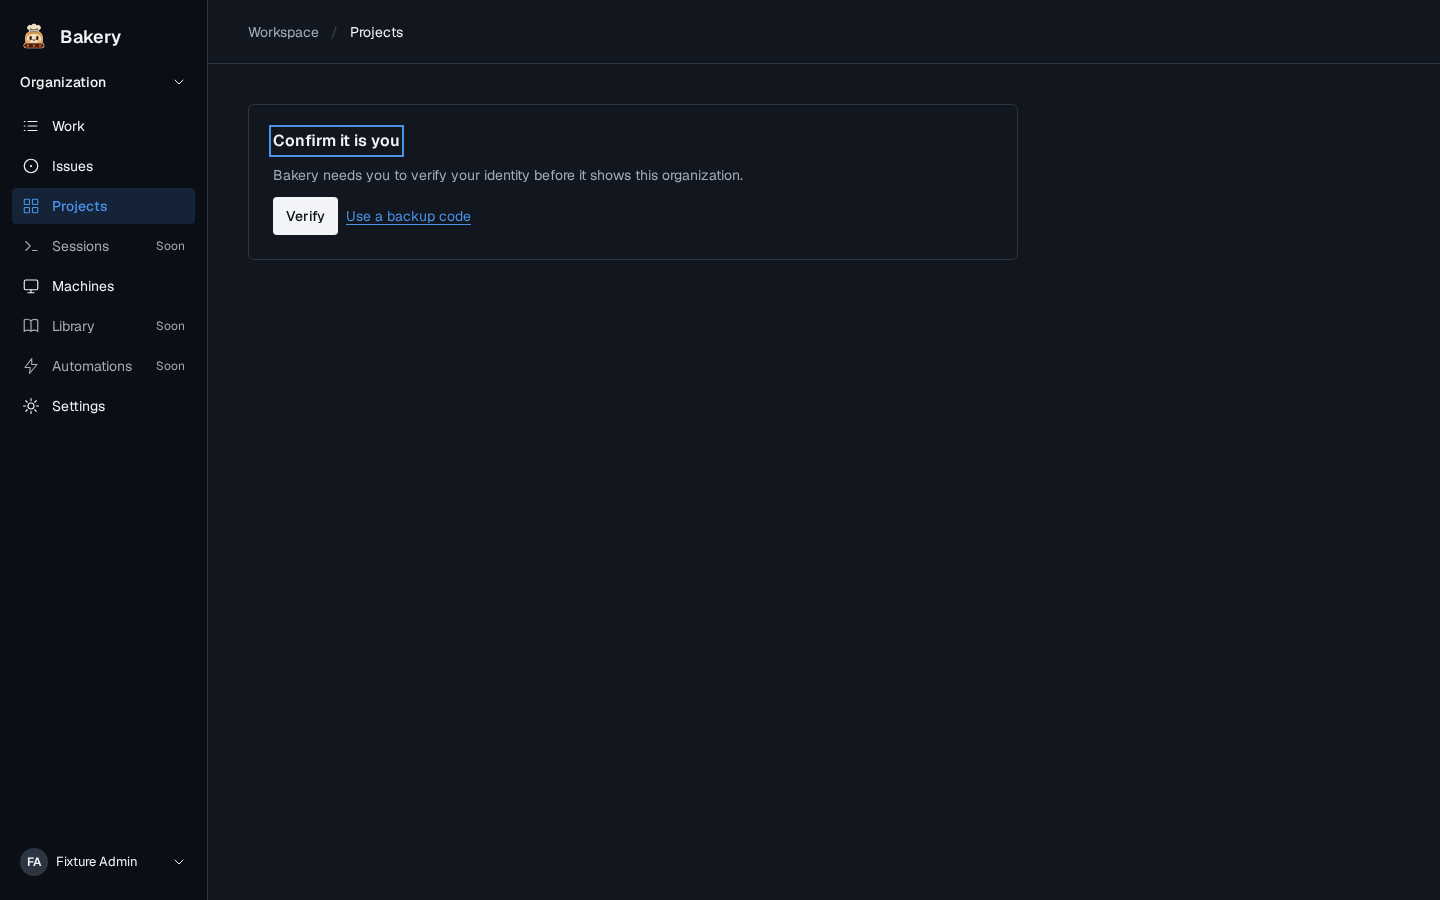 Bakery
Organization
Work
Issues
Projects
Sessions Soon
Machines
Library Soon
Automations Soon
Settings
FA Fixture Admin
Workspace / Projects
Confirm it is you
Bakery needs you to verify your identity before it shows this organization.
Verify Use a backup code